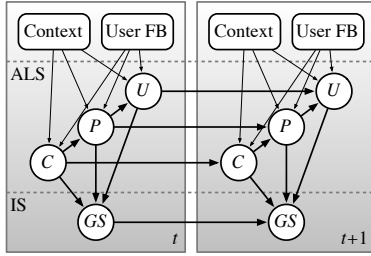 Context User FB Context User FB
ALS
U U
P P
C C
IS
GS GS
t t+1